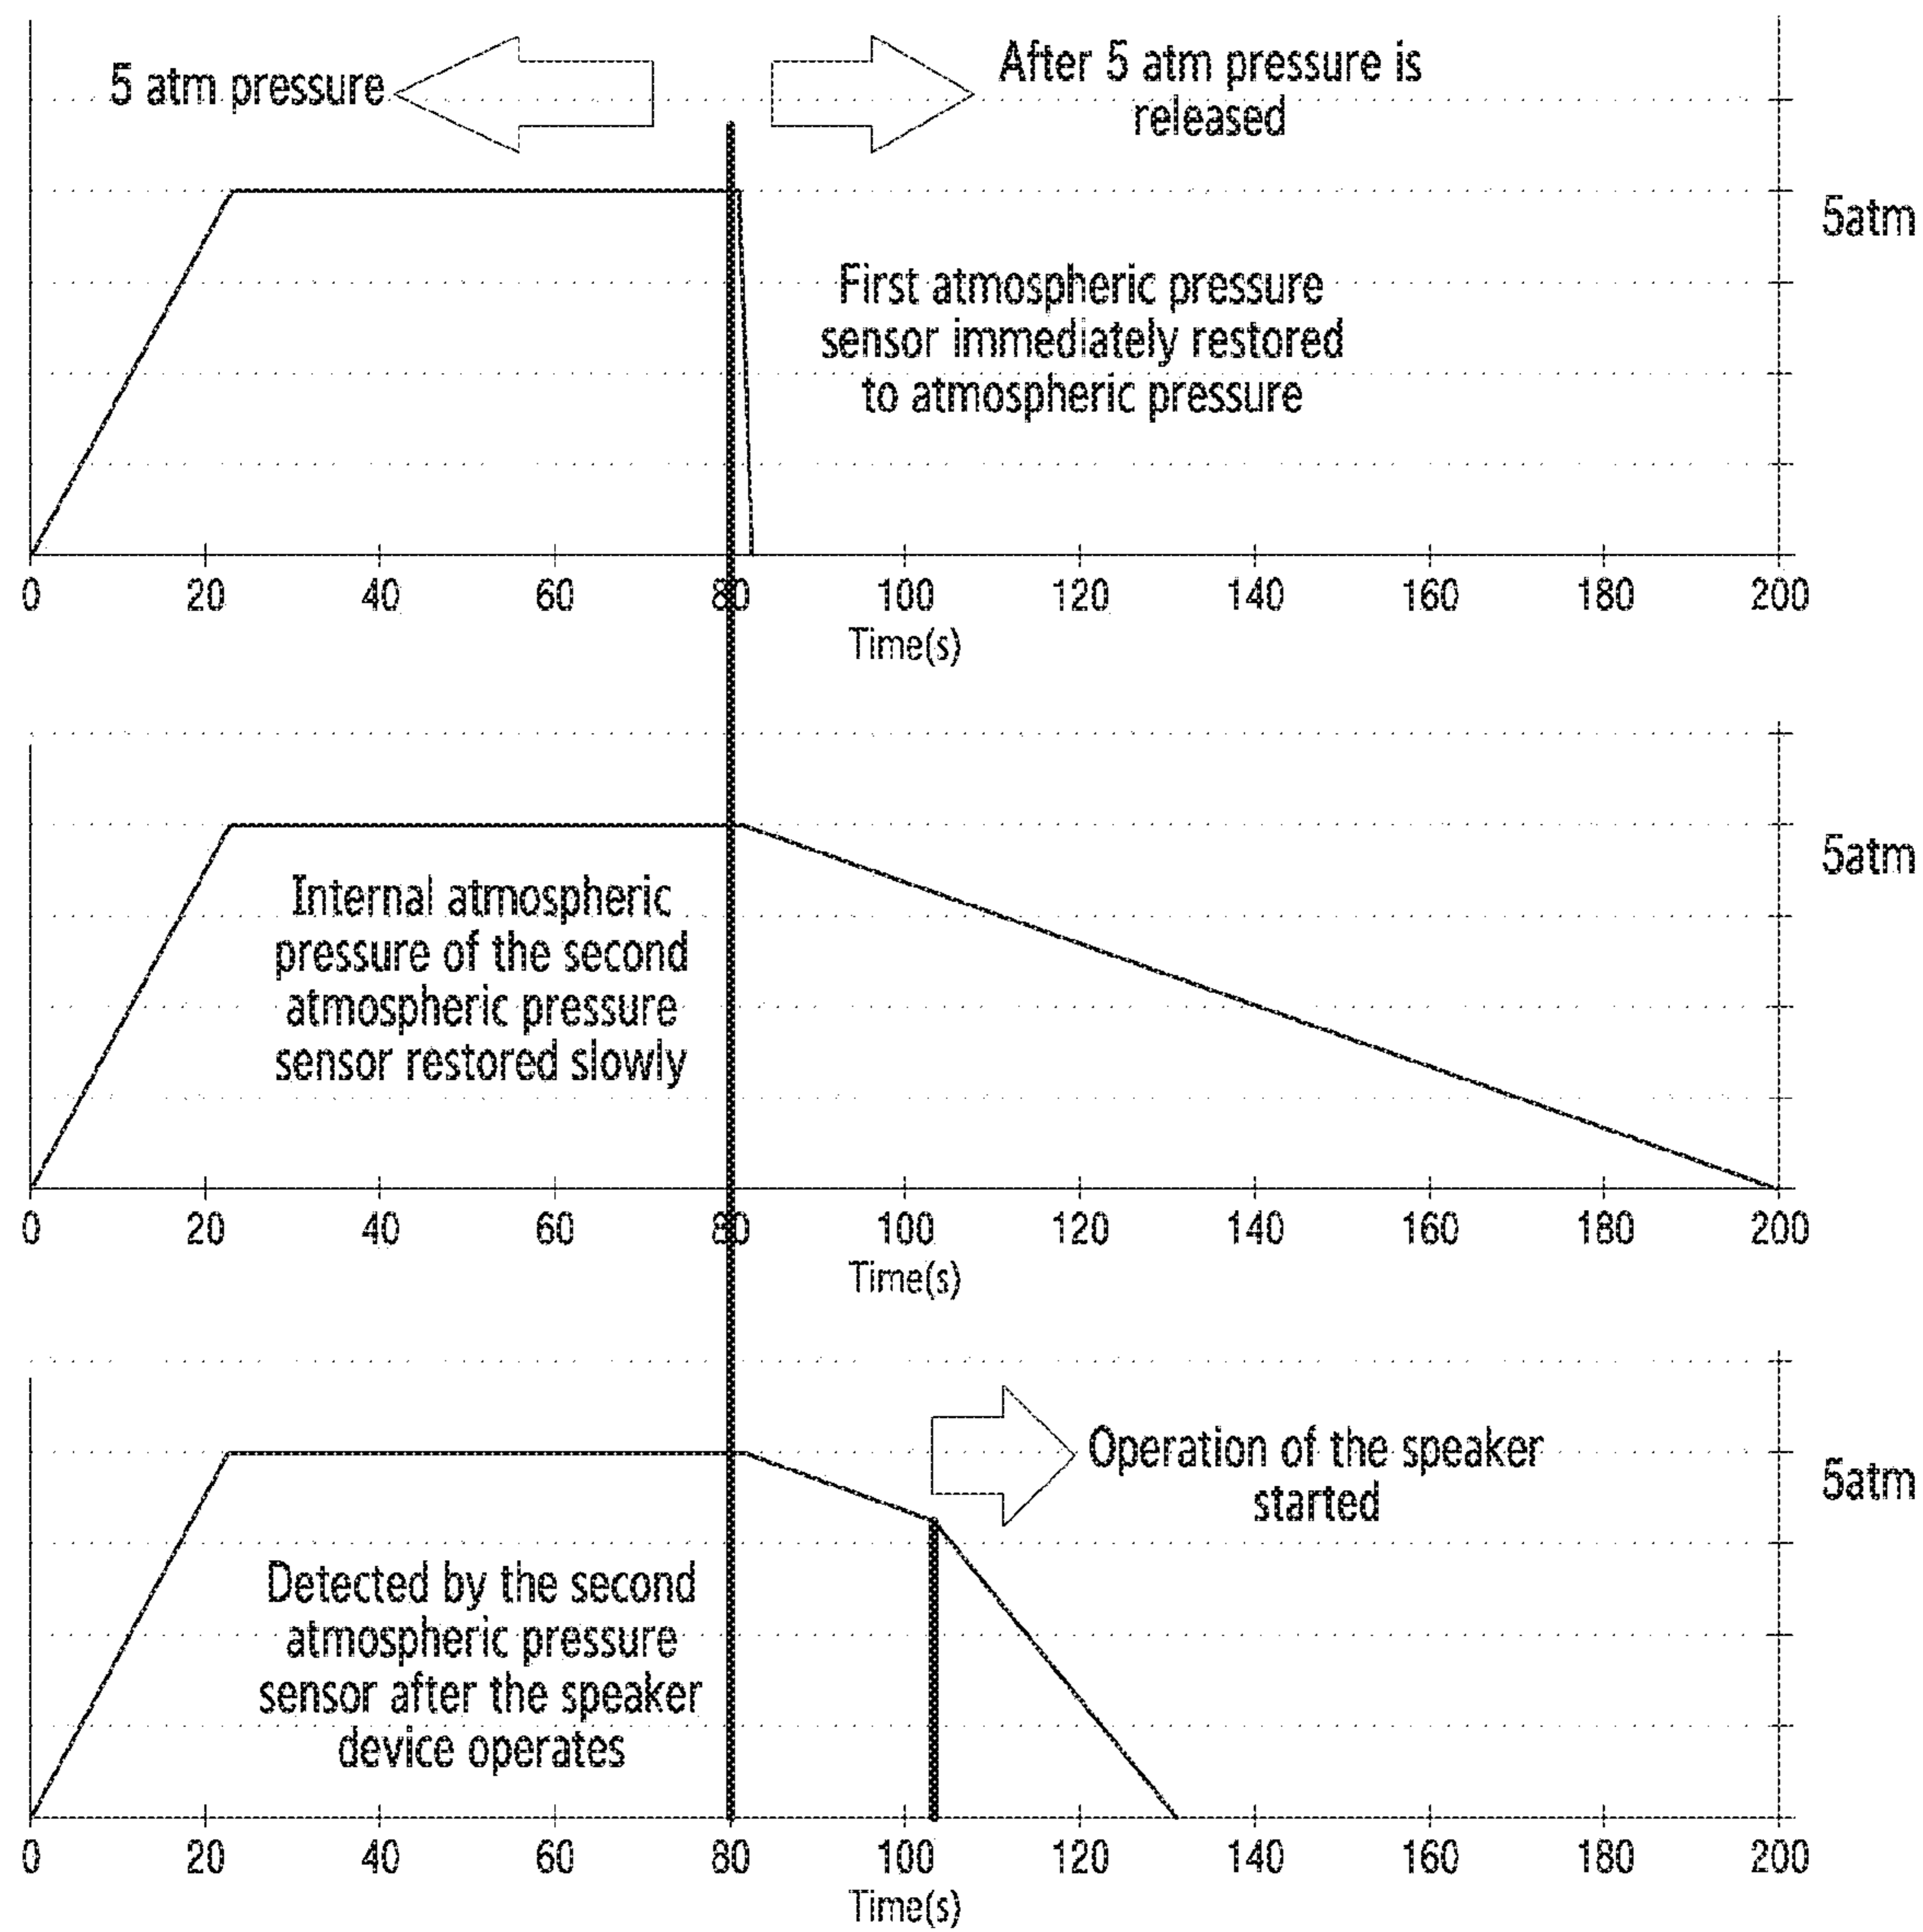 5 atm pressure
After 5 atm pressure is
released
5atm
First atmospheric pressure
sensor immediately restored
to atmospheric pressure
0 20 40 60 80 100 120 140 160 180 200
Time(s)
5atm
Internal atmospheric
pressure of the second
atmospheric pressure
sensor restored slowly
0 20 40 60 80 100 120 140 160 180 200
Time(s)
Operation of the speaker
started
5atm
Detected by the second
atmospheric pressure
sensor after the speaker
device operates
0 20 40 60 80 100 120 140 160 180 200
Time(s)